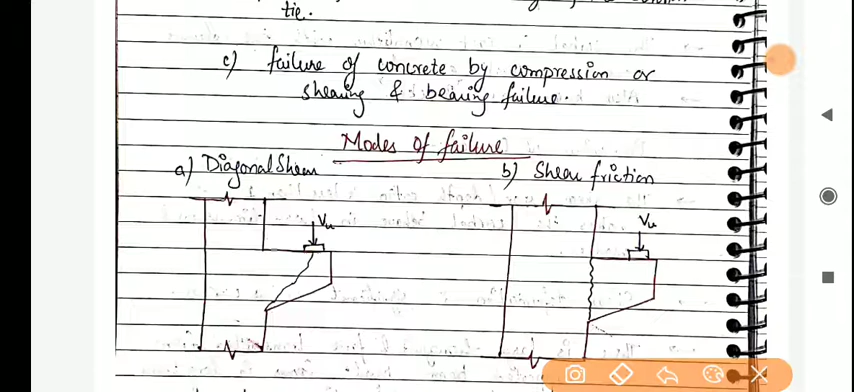 tie.
c) failure of concrete by compression or
shearing & bearing failure.
Modes of failure
a) Diagonal Shear
b) Shear friction
Vu
Vu